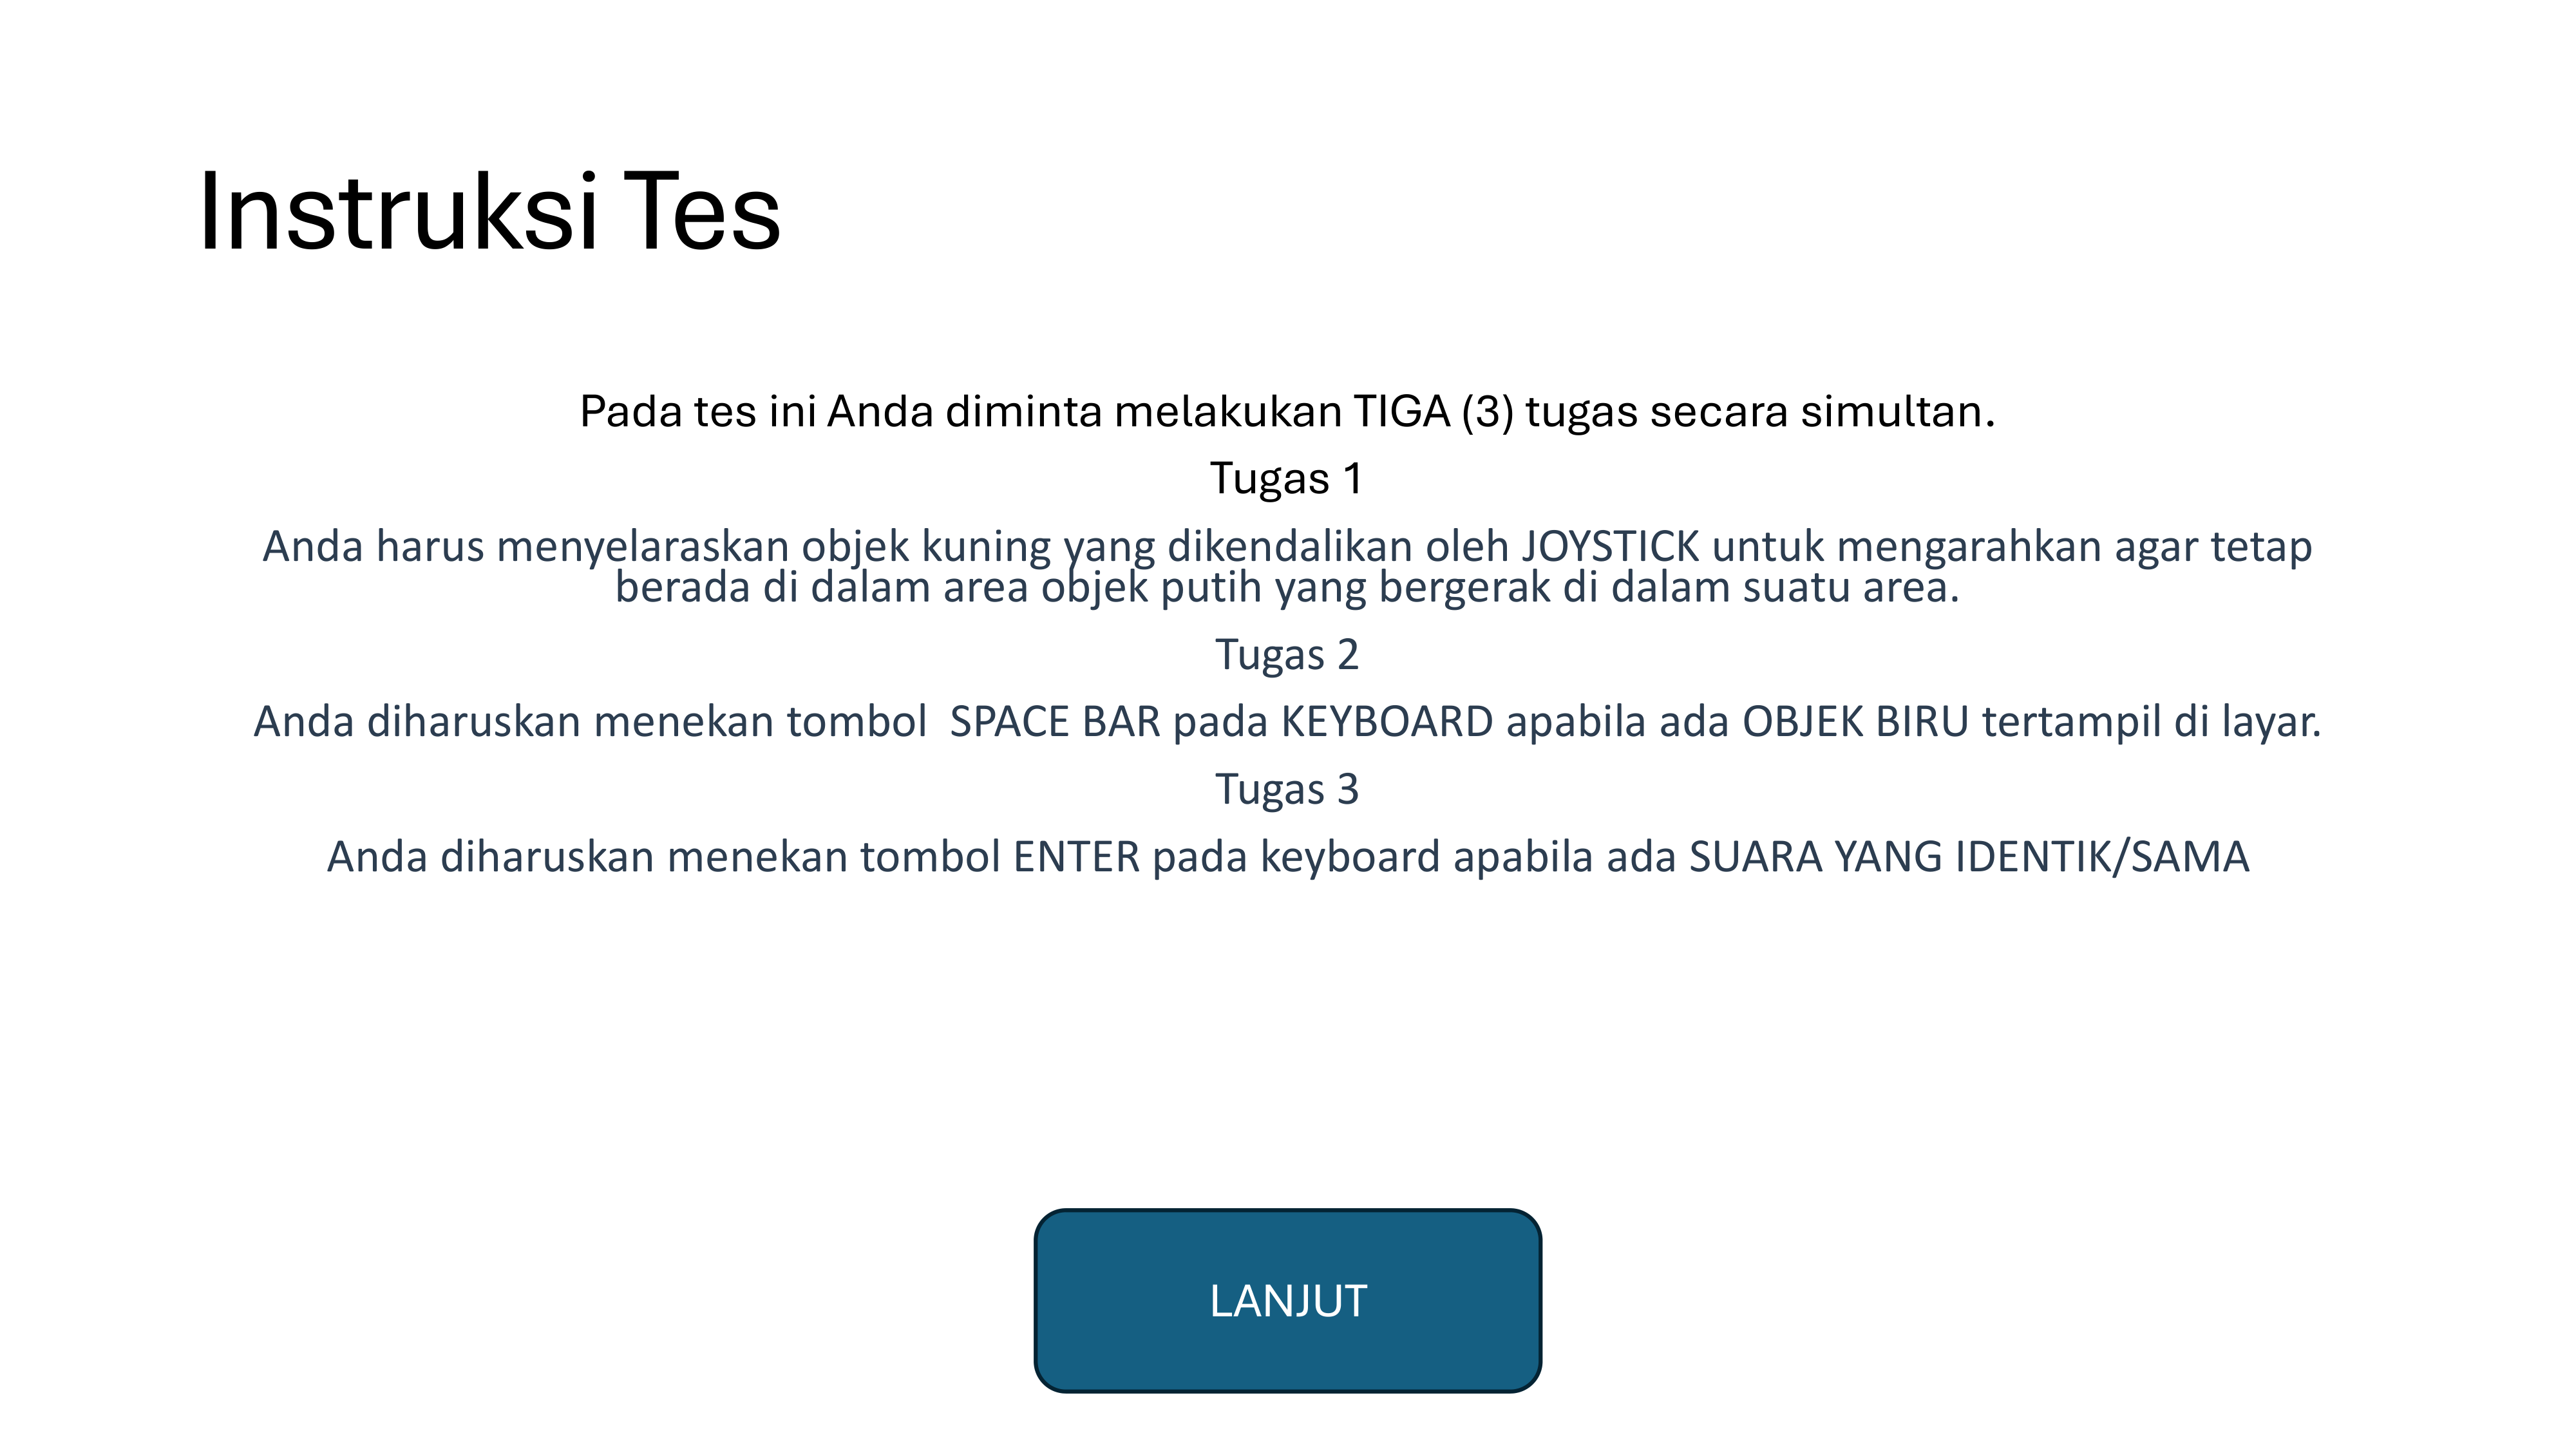 Instruksi Tes
Pada tes ini Anda diminta melakukan TIGA (3) tugas secara simultan.
Tugas 1
Anda harus menyelaraskan objek kuning yang dikendalikan oleh JOYSTICK untuk mengarahkan agar tetap
berada di dalam area objek putih yang bergerak di dalam suatu area.
Tugas 2
Anda diharuskan menekan tombol  SPACE BAR pada KEYBOARD apabila ada OBJEK BIRU tertampil di layar.
Tugas 3
Anda diharuskan menekan tombol ENTER pada keyboard apabila ada SUARA YANG IDENTIK/SAMA
LANJUT